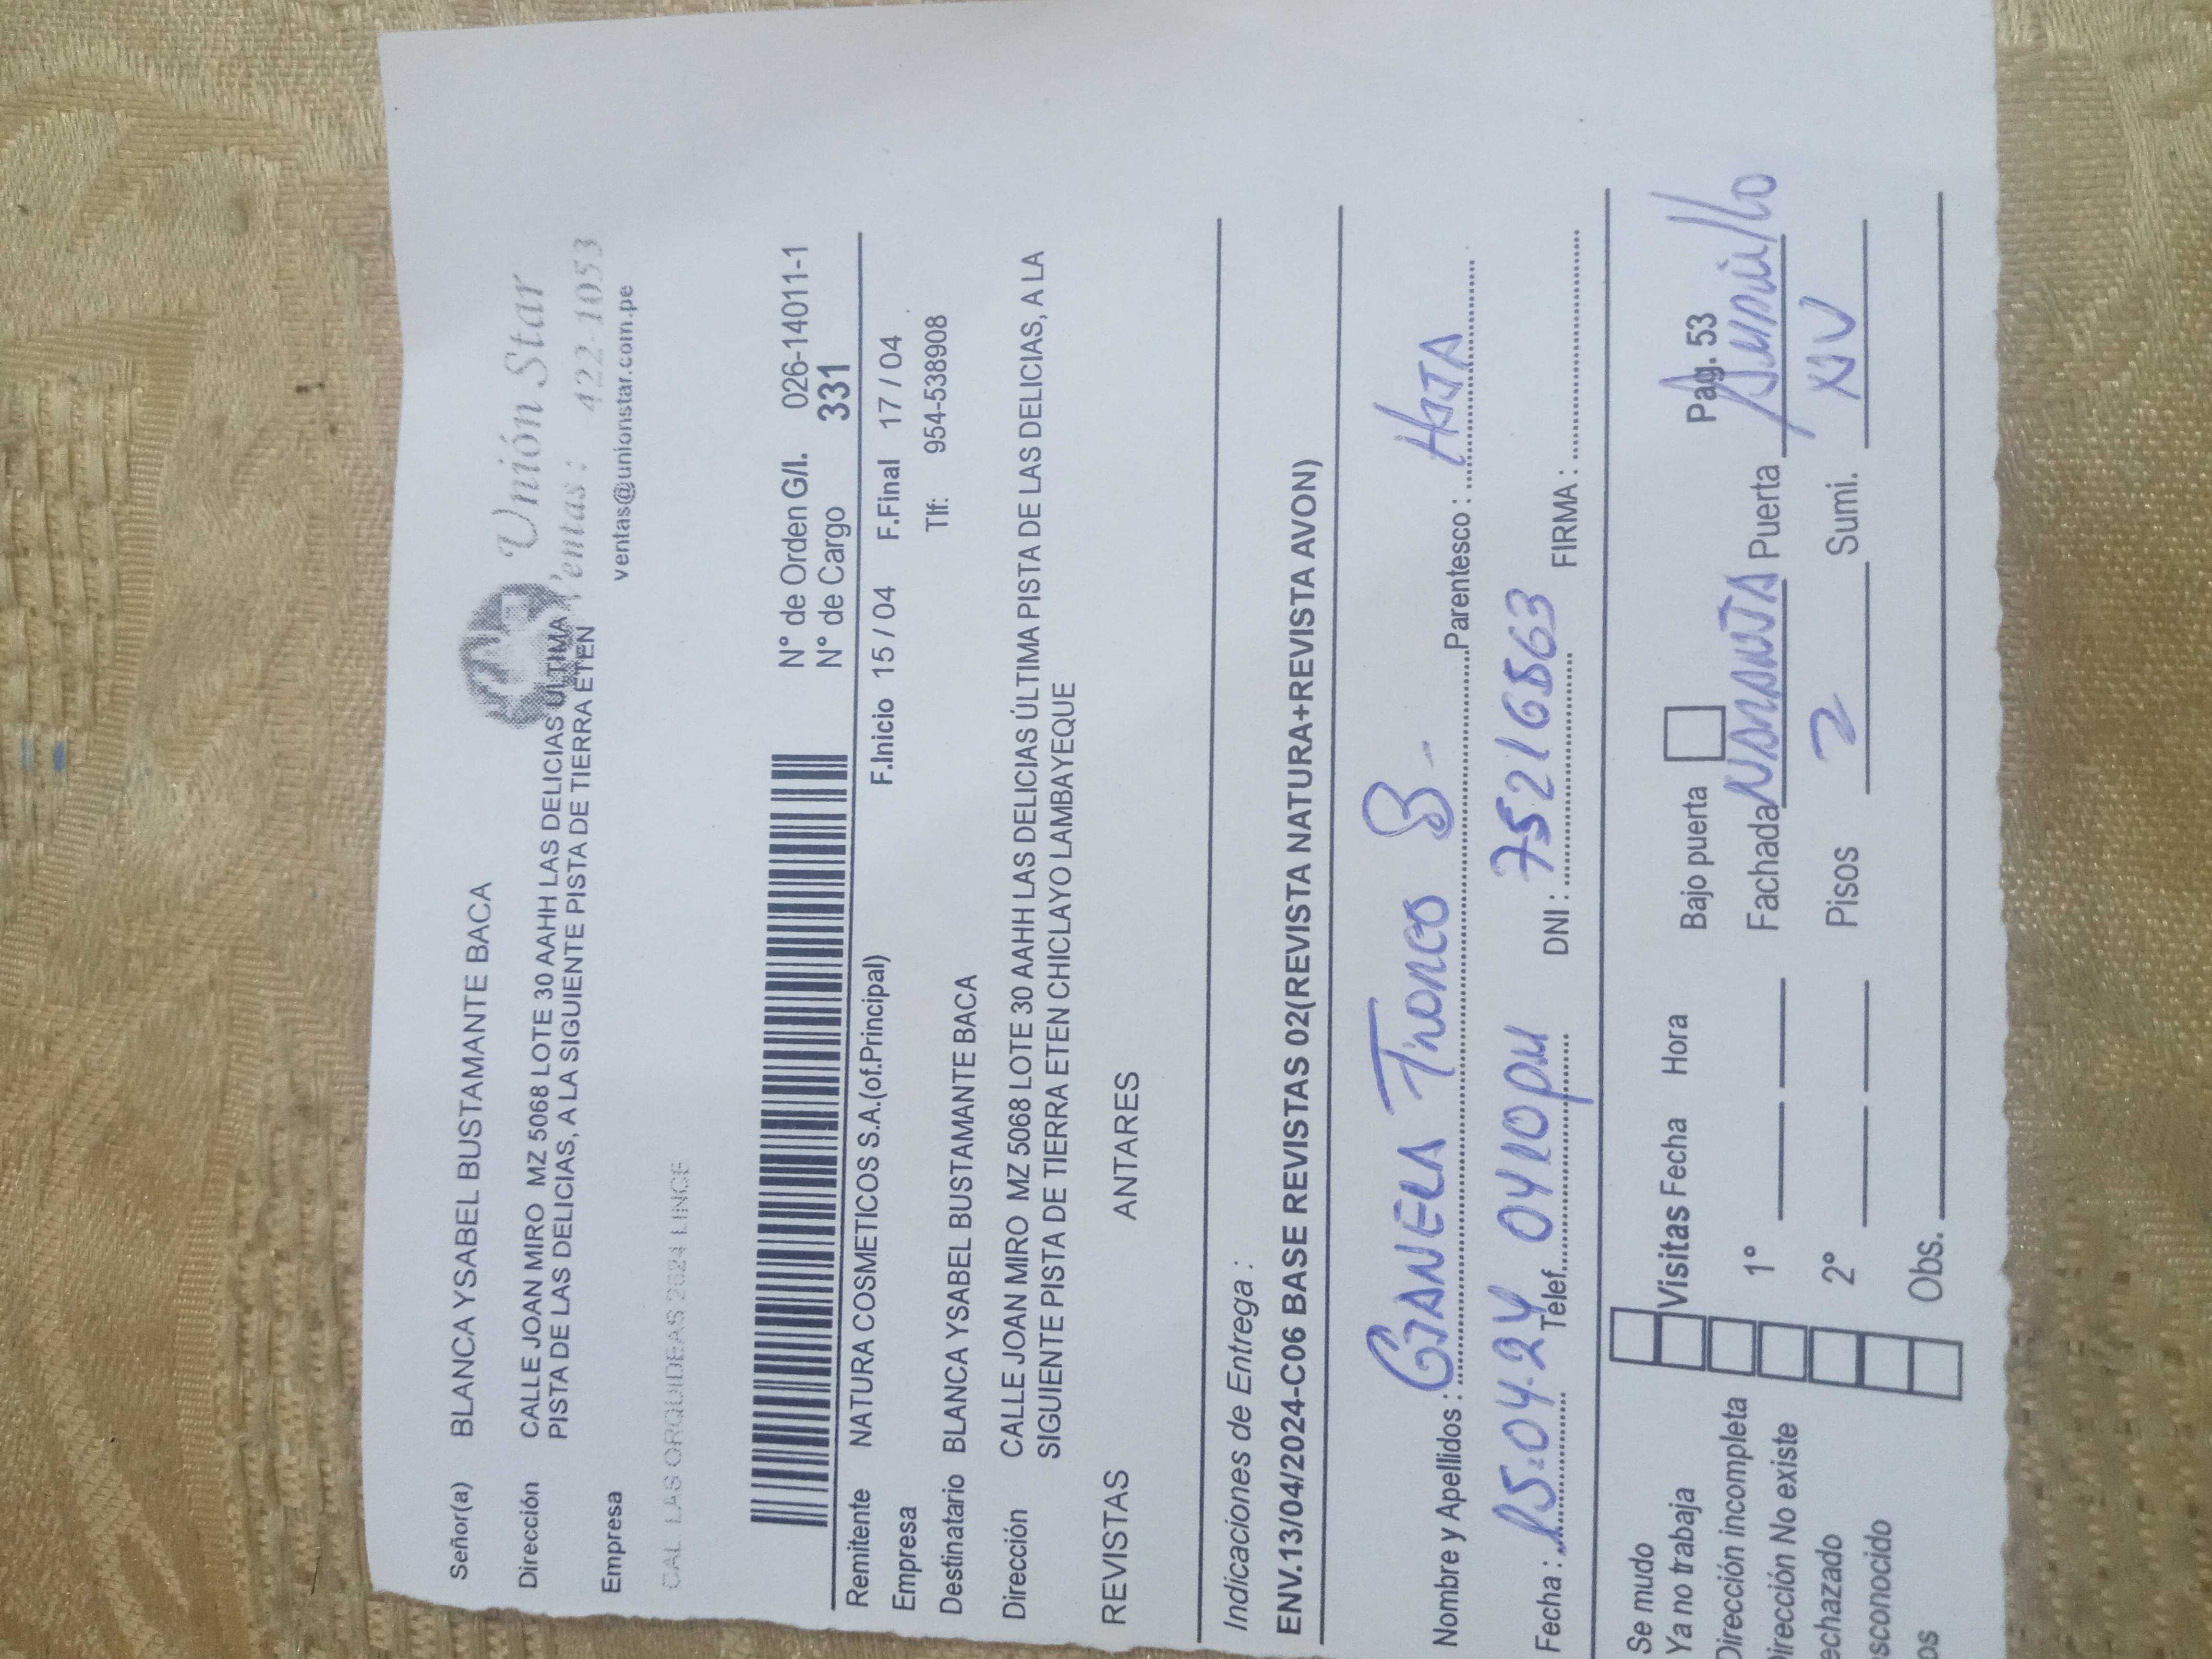 Señor(a) BLANCA YSABEL BUSTAMANTE BACA
Unión Star
Dirección CALLE JOAN MIRO MZ 5068 LOTE 30 AAHH LAS DELICIAS ÚLTIMA
PISTA DE LAS DELICIAS, A LA SIGUIENTE PISTA DE TIERRA ETEN
entas: 422-1053
ventas@unionstar.com.pe
Empresa
CAL LAS ORQUIDEAS 2624 LINCE
N° de Orden G/I. 026-14011-1
N° de Cargo 331
Remitente NATURA COSMETICOS S.A.(of.Principal) F.Inicio 15 / 04 F.Final 17 / 04
Empresa
Tlf: 954-538908
Destinatario BLANCA YSABEL BUSTAMANTE BACA
Dirección CALLE JOAN MIRO MZ 5068 LOTE 30 AAHH LAS DELICIAS ÚLTIMA PISTA DE LAS DELICIAS, A LA
SIGUIENTE PISTA DE TIERRA ETEN CHICLAYO LAMBAYEQUE
REVISTAS ANTARES
Indicaciones de Entrega :
ENV.13/04/2024-C06 BASE REVISTAS 02(REVISTA NATURA+REVISTA AVON)
Nombre y Apellidos : GIANELA Tronco B. Parentesco : HIJA
Fecha : 15.04.24 Telef. 0410pm DNI : 75216563 FIRMA :
Se mudo
Ya no trabaja Visitas Fecha Hora Bajo puerta Pag. 53
Dirección incompleta 1° Fachada NARANJA Puerta
Dirección No existe
echazado 2° Pisos 2 Sumi.
sconocido
os Obs.